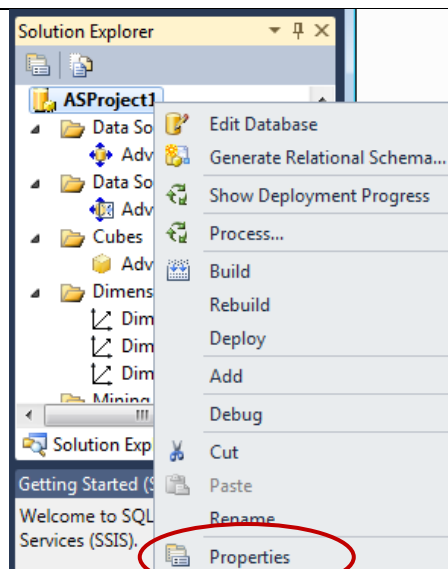 Solution Explorer
ASProject1
Data So
Adv
Data So
Adv
Cubes
Adv
Dimens
Dim
Dim
Dim
Mining
Solution Exp
Getting Started (S
Welcome to SQL
Services (SSIS).
Edit Database
Generate Relational Schema...
Show Deployment Progress
Process...
Build
Rebuild
Deploy
Add
Debug
Cut
Paste
Rename
Properties